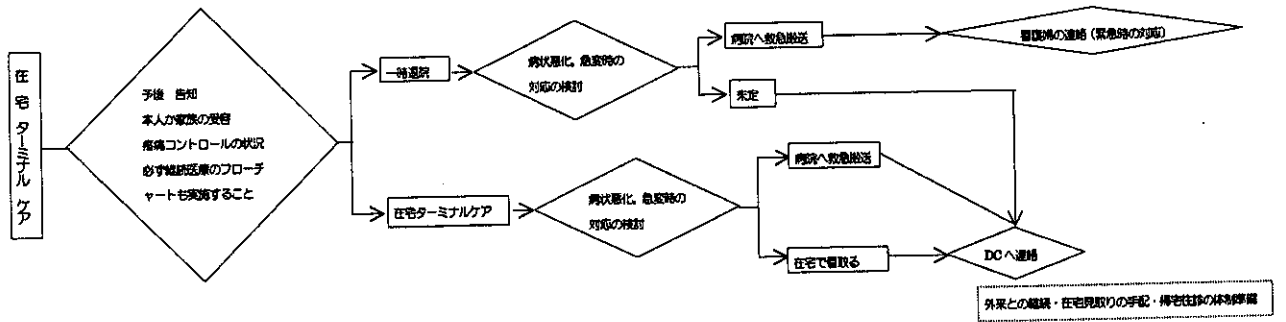 在宅ターミナルケア
予後 告知
本人か家族の受容
疼痛コントロールの状況
必ず継続医療のフローチ
ャートも実施すること
一時退院
病状悪化，急変時の
対応の検討
病院へ救急搬送
看護婦の連絡（緊急時の対応）
未定
在宅ターミナルケア
病状悪化，急変時の
対応の検討
病院へ救急搬送
在宅で看取る
DCへ連絡
外来との継続・在宅見取りの手配・帰宅往診の体制準備